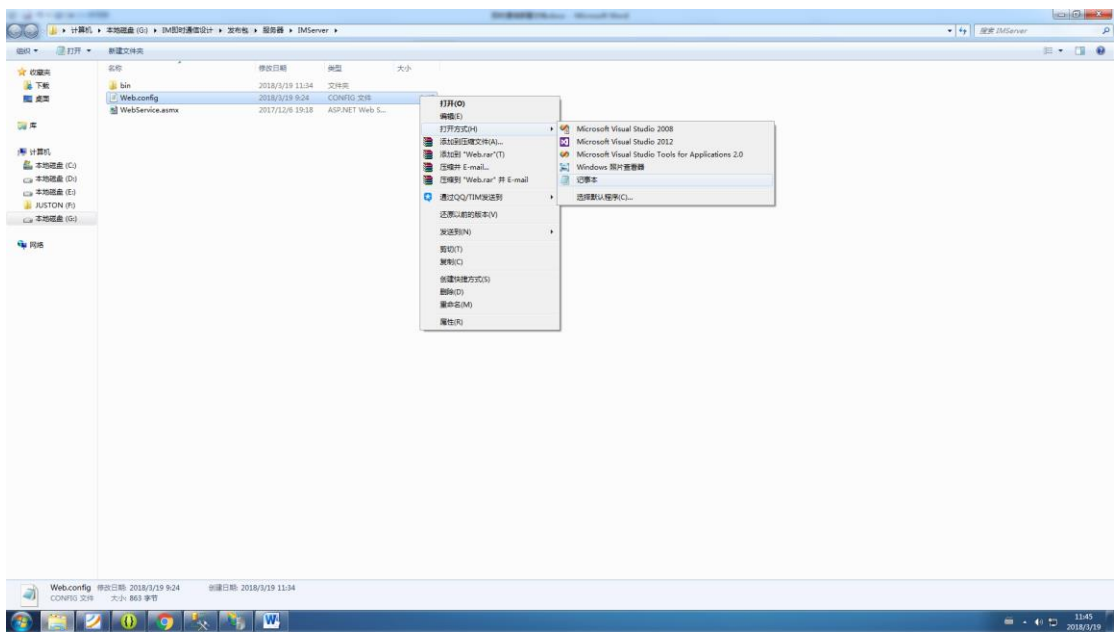 计算机 ▸ 本地磁盘 (G:) ▸ IM即时通信设计 ▸ 发布包 ▸ 服务器 ▸ IMServer ▸
搜索 IMServer
组织 打开 新建文件夹
收藏夹
下载
桌面
库
计算机
本地磁盘 (C:)
本地磁盘 (D:)
本地磁盘 (E:)
JUSTON (F:)
本地磁盘 (G:)
网络
名称 修改日期 类型 大小
bin 2018/3/19 11:34 文件夹
Web.config 2018/3/19 9:24 CONFIG 文件
WebService.asmx 2017/12/6 19:18 ASP.NET Web S...
打开(O)
编辑(E)
打开方式(H)
添加到压缩文件(A)...
添加到 "Web.rar"(T)
压缩并 E-mail...
压缩到 "Web.rar" 并 E-mail
通过QQ/TIM发送到
还原以前的版本(V)
发送到(N)
剪切(T)
复制(C)
创建快捷方式(S)
删除(D)
重命名(M)
属性(R)
Microsoft Visual Studio 2008
Microsoft Visual Studio 2012
Microsoft Visual Studio Tools for Applications 2.0
Windows 照片查看器
记事本
选择默认程序(C)...
Web.config 修改日期: 2018/3/19 9:24 创建日期: 2018/3/19 11:34
CONFIG 文件 大小: 863 字节
11:45
2018/3/19